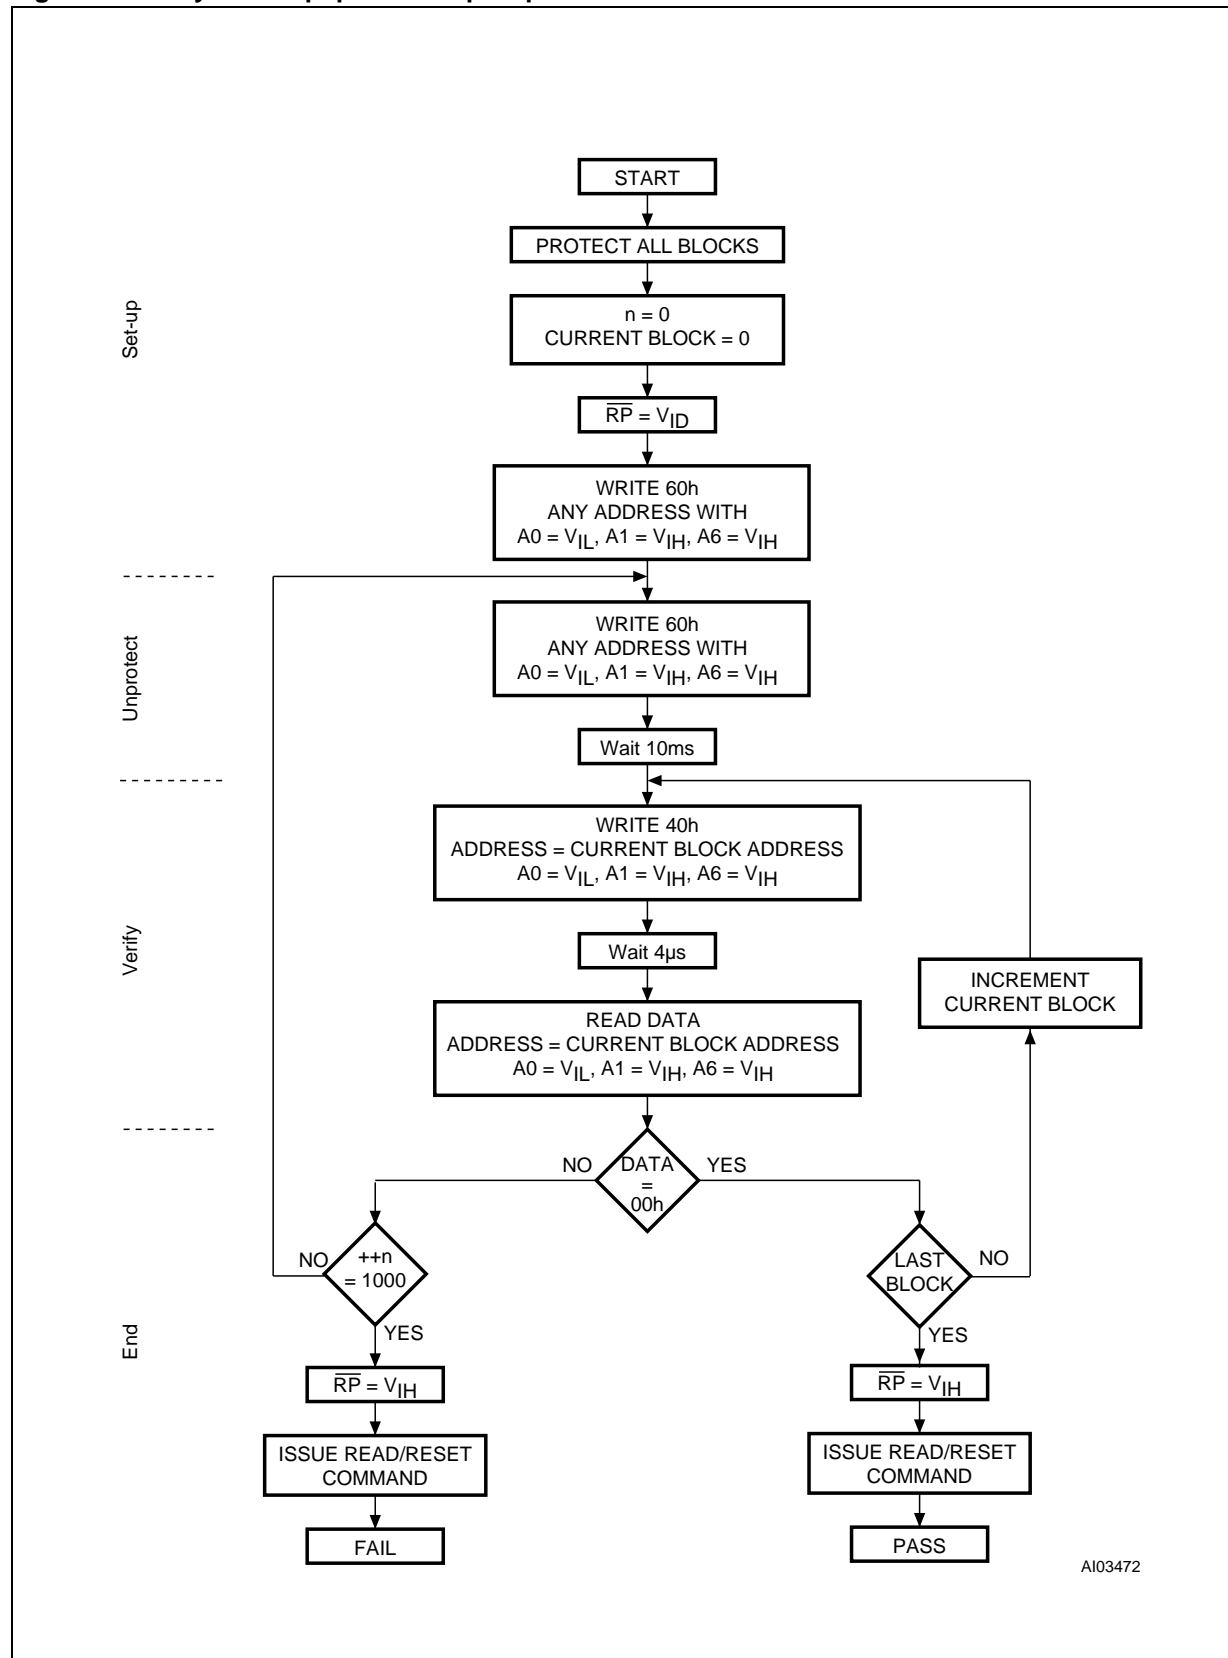 START
PROTECT ALL BLOCKS
n = 0
CURRENT BLOCK = 0
Set-up
RP = VID
WRITE 60h
ANY ADDRESS WITH
A0 = VIL, A1 = VIH, A6 = VIH
WRITE 60h
ANY ADDRESS WITH
A0 = VIL, A1 = VIH, A6 = VIH
Unprotect
Wait 10ms
WRITE 40h
ADDRESS = CURRENT BLOCK ADDRESS
A0 = VIL, A1 = VIH, A6 = VIH
Verify
Wait 4µs
INCREMENT
CURRENT BLOCK
READ DATA
ADDRESS = CURRENT BLOCK ADDRESS
A0 = VIL, A1 = VIH, A6 = VIH
NO
DATA
=
00h
YES
NO
++n
= 1000
LAST
BLOCK
NO
End
YES
YES
RP = VIH
RP = VIH
ISSUE READ/RESET
COMMAND
ISSUE READ/RESET
COMMAND
FAIL
PASS
AI03472